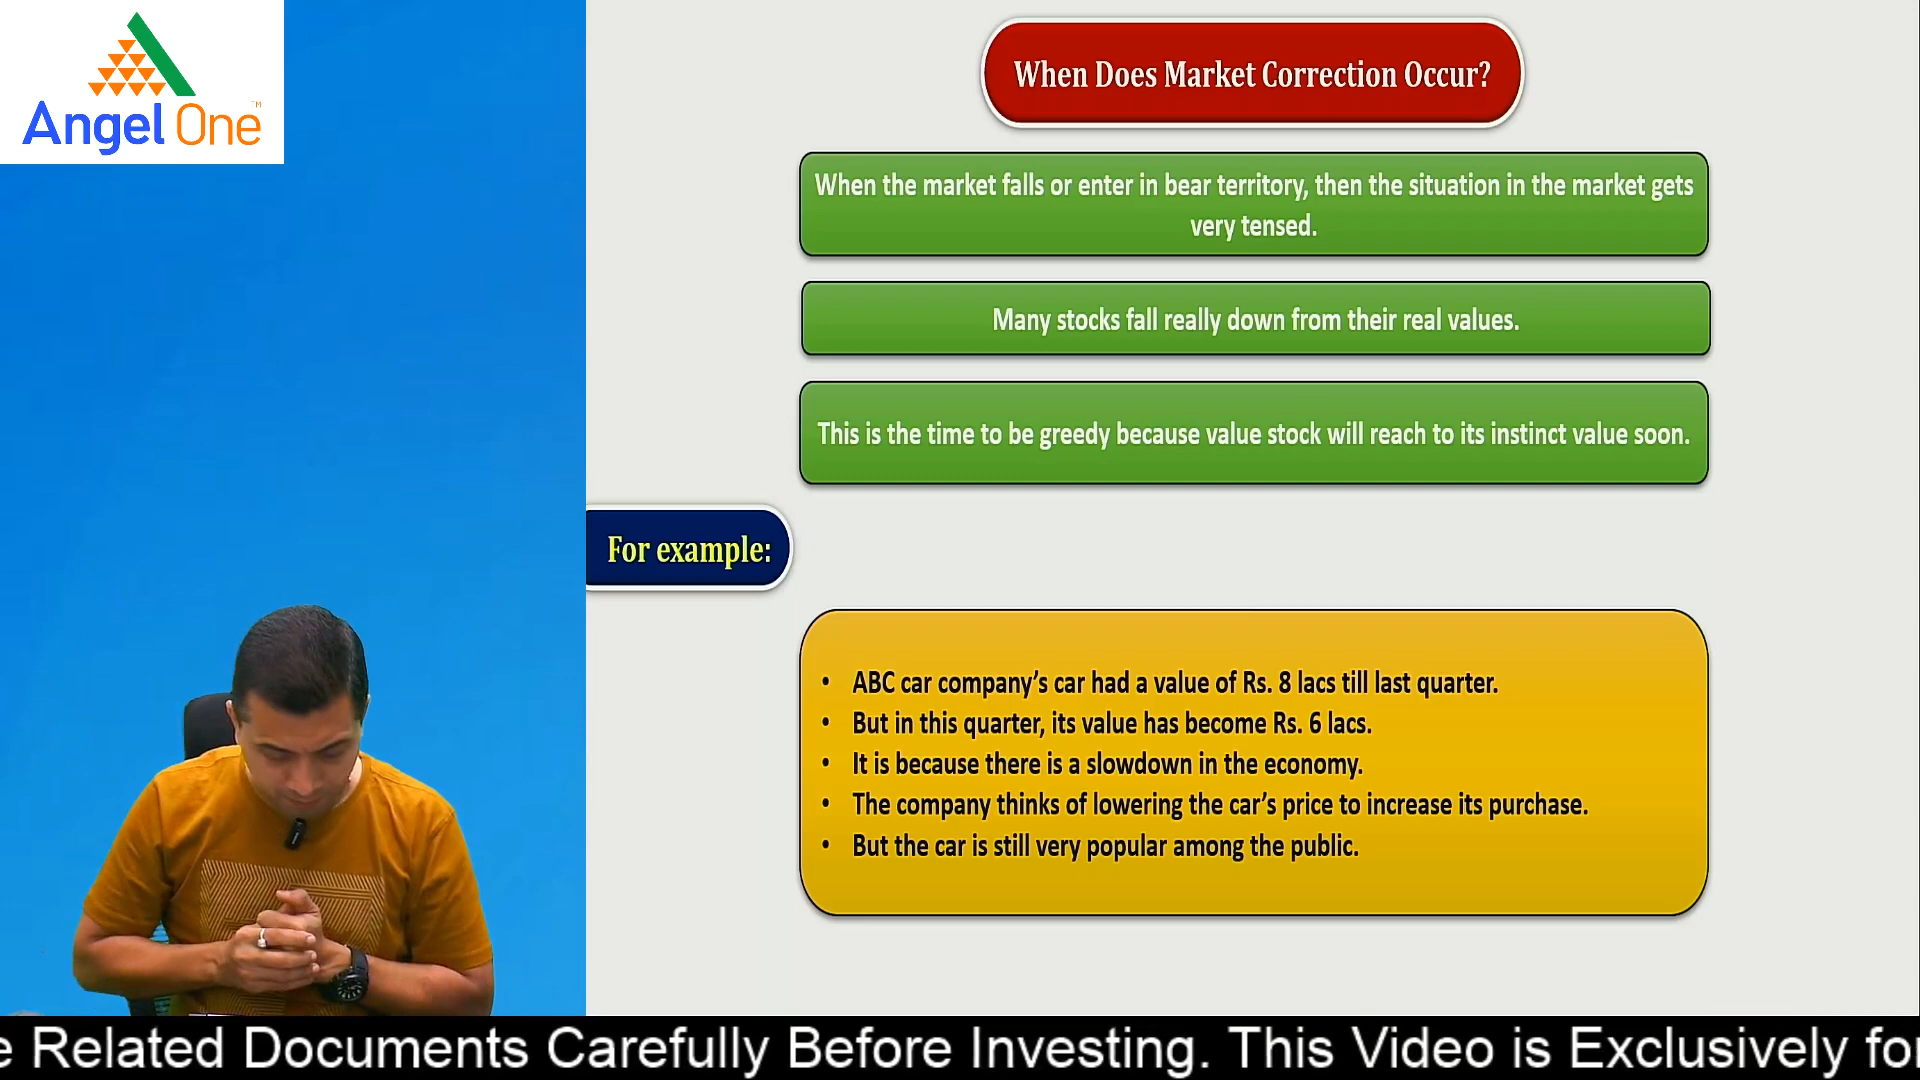 Angel One™
When Does Market Correction Occur?
When the market falls or enter in bear territory, then the situation in the market gets
very tensed.
Many stocks fall really down from their real values.
This is the time to be greedy because value stock will reach to its instinct value soon.
For example:
• ABC car company’s car had a value of Rs. 8 lacs till last quarter.
• But in this quarter, its value has become Rs. 6 lacs.
• It is because there is a slowdown in the economy.
• The company thinks of lowering the car’s price to increase its purchase.
• But the car is still very popular among the public.
e Related Documents Carefully Before Investing. This Video is Exclusively for